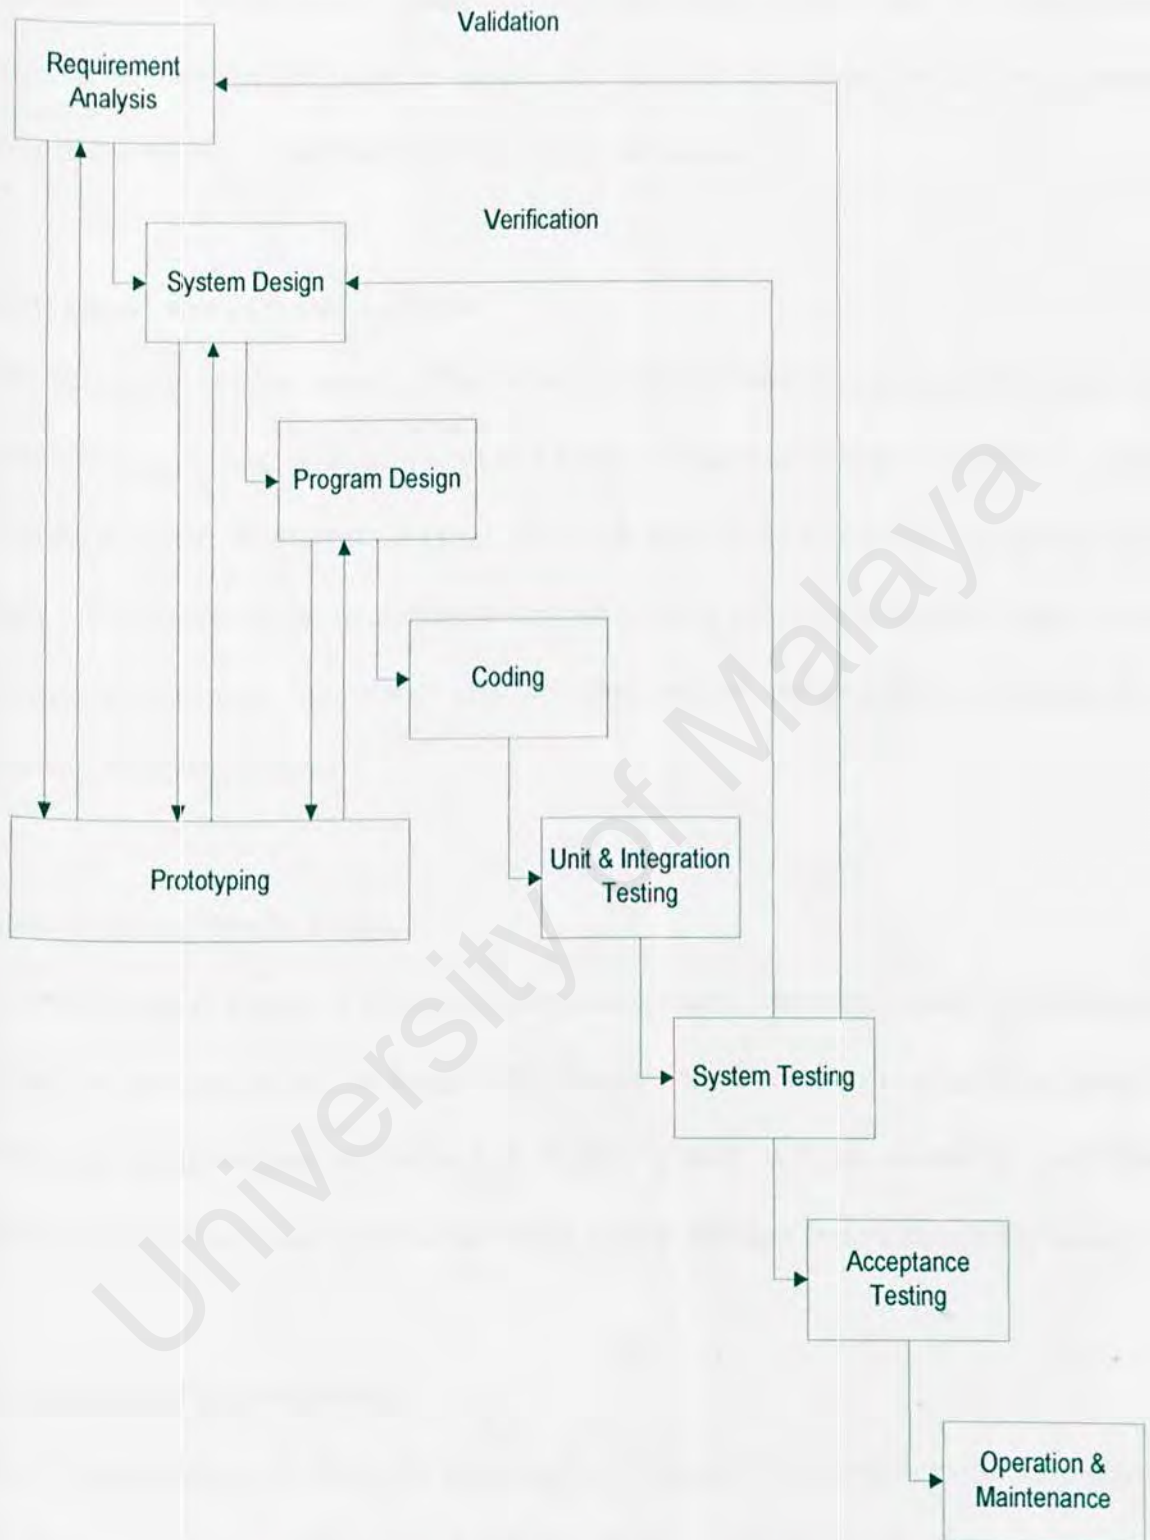 Validation
Requirement
Analysis
Verification
System Design
Program Design
Coding
Unit & Integration
Testing
Prototyping
System Testing
Acceptance
Testing
Operation &
Maintenance
University of Malaya